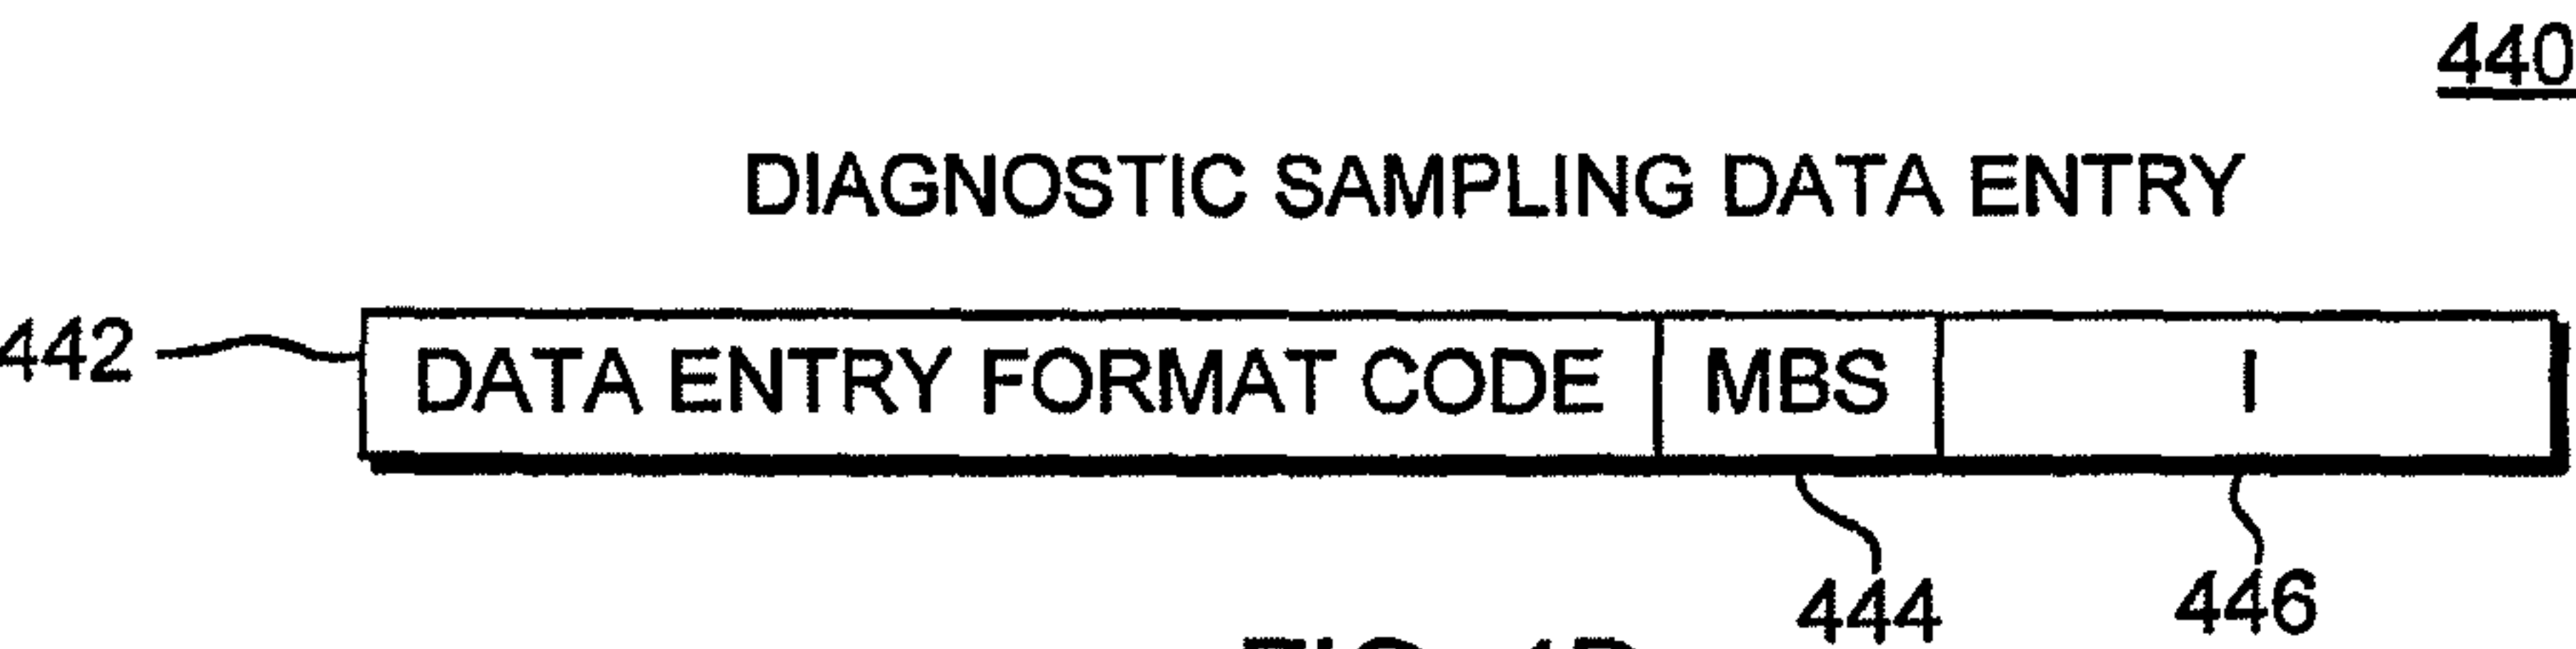 440
DIAGNOSTIC SAMPLING DATA ENTRY
442 DATA ENTRY FORMAT CODE MBS I
444 446